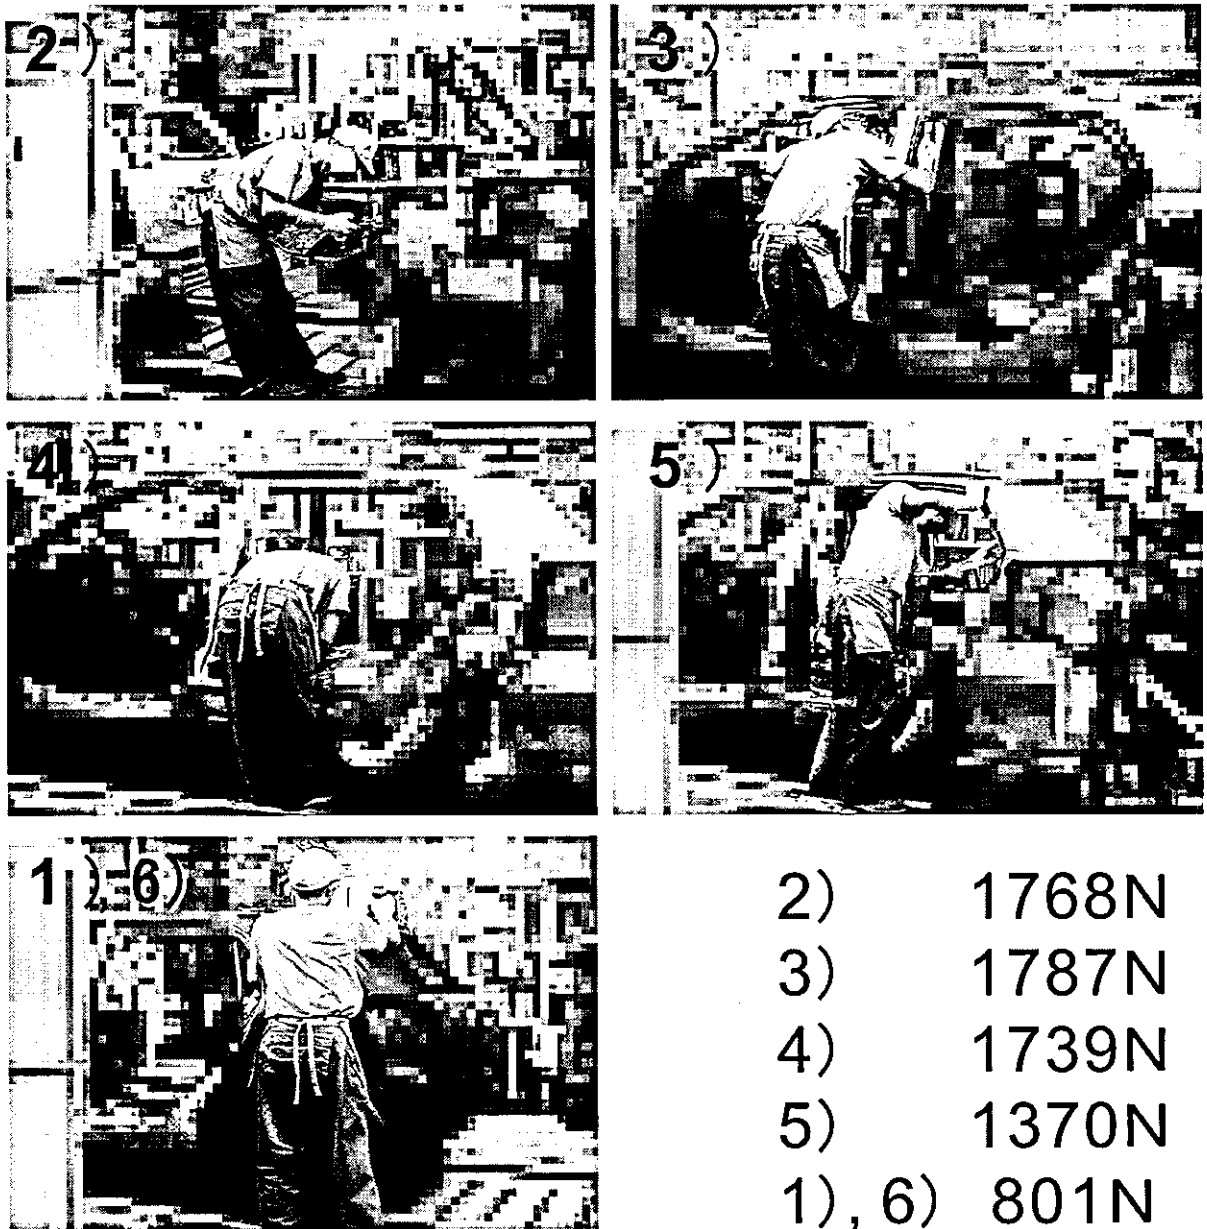 2)
3)
4)
5)
1),6)
2) 1768N
3) 1787N
4) 1739N
5) 1370N
1),6) 801N